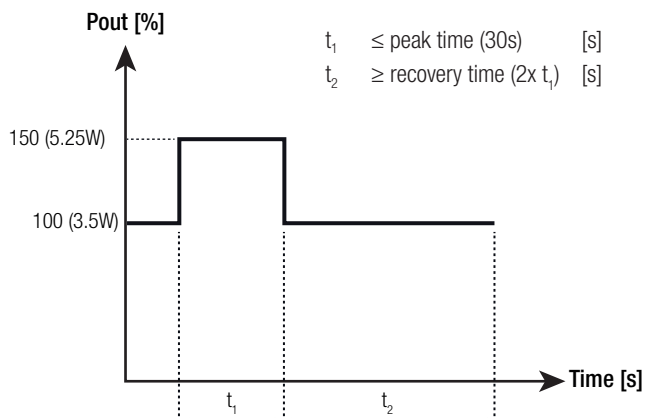 Pout [%]
t₁ ≤ peak time (30s) [s]
t₂ ≥ recovery time (2x t₁) [s]
150 (5.25W)
100 (3.5W)
Time [s]
t₁ t₂